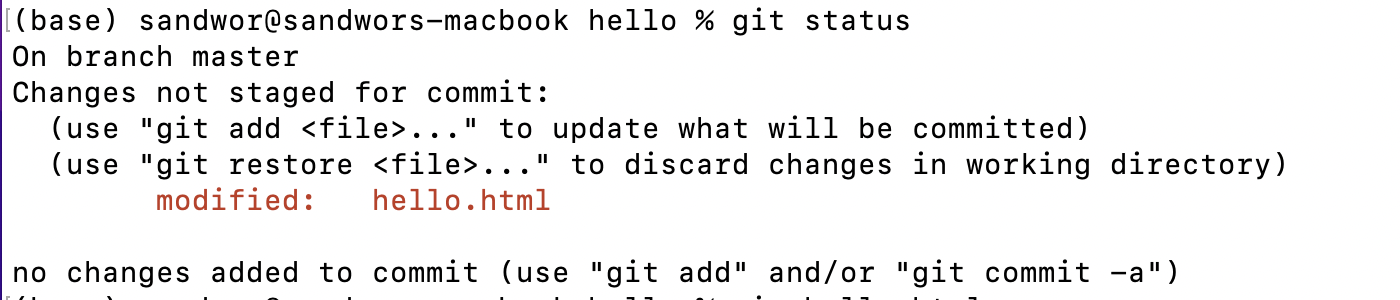 (base) sandwor@sandwors-macbook hello % git status
On branch master
Changes not staged for commit:
  (use "git add <file>..." to update what will be committed)
  (use "git restore <file>..." to discard changes in working directory)
        modified:   hello.html

no changes added to commit (use "git add" and/or "git commit -a")